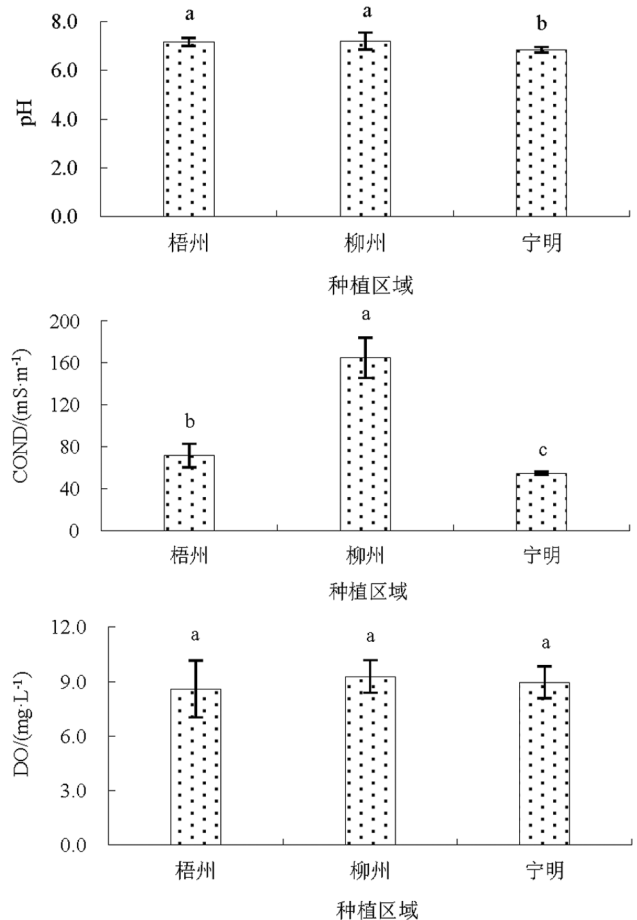 a a b
8.0
6.0
4.0
2.0
0.0
pH
梧州 柳州 宁明
种植区域
200
160
120
80
40
0
COND/(mS·m⁻¹)
b a c
梧州 柳州 宁明
种植区域
12.0
9.0
6.0
3.0
0.0
DO/(mg·L⁻¹)
a a a
梧州 柳州 宁明
种植区域